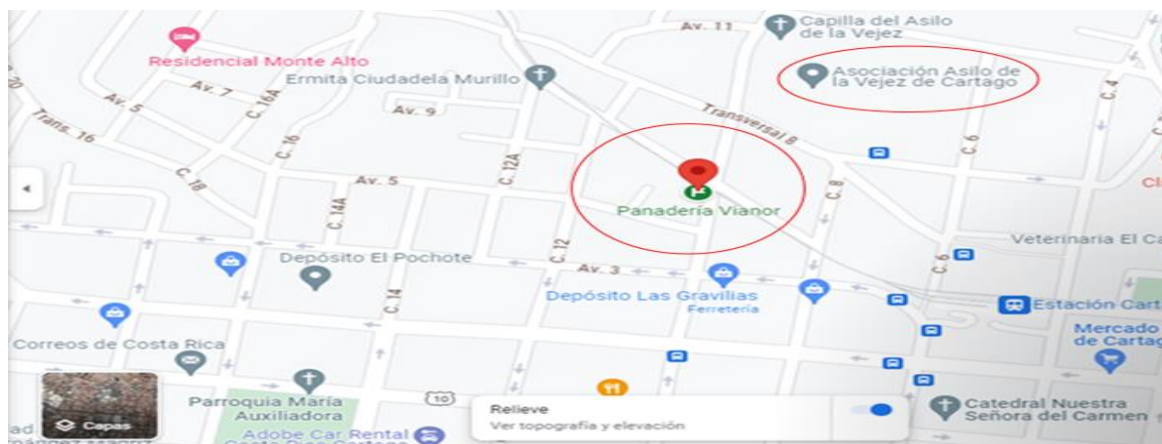 Av. 11
Capilla del Asilo
de la Vejez
Residencial Monte Alto
Ermita Ciudadela Murillo
Asociación Asilo de
la Vejez de Cartago
C. 4
Av. 5
Av. 7
C. 16A
Av. 9
Transversal 8
C. 6
Trans. 16
C. 16
C. 12A
C. 18
Av. 5
C. 14A
C. 8
Panadería Vianor
C. 12
C. 6
Depósito El Pochote
Av. 3
C. 14
Depósito Las Gravilias
Ferretería
Veterinaria El
Estación Cart
Mercado
de Cartag
Correos de Costa Rica
Parroquia María
Auxiliadora
10
Relieve
Ver topografía y elevación
Catedral Nuestra
Señora del Carmen
Capas
Adobe Car Rental